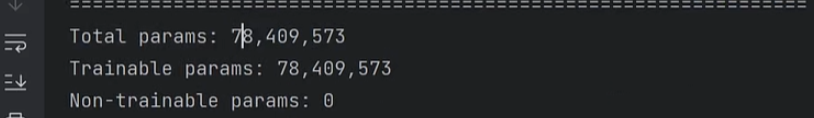 ================================================================
Total params: 78,409,573
Trainable params: 78,409,573
Non-trainable params: 0